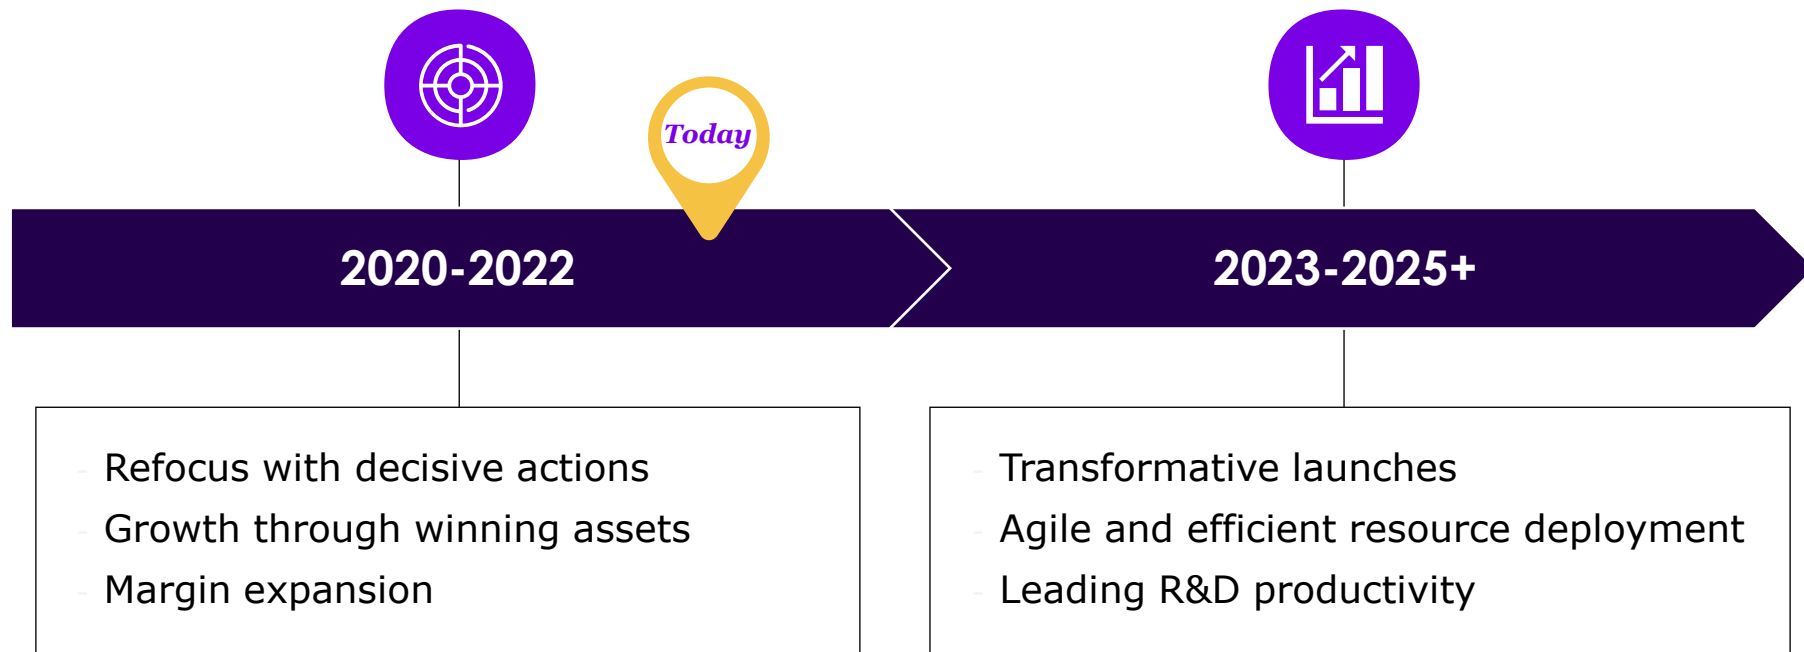 Today
2020-2022
2023-2025+
- Refocus with decisive actions
- Growth through winning assets
- Margin expansion
- Transformative launches
- Agile and efficient resource deployment
- Leading R&D productivity